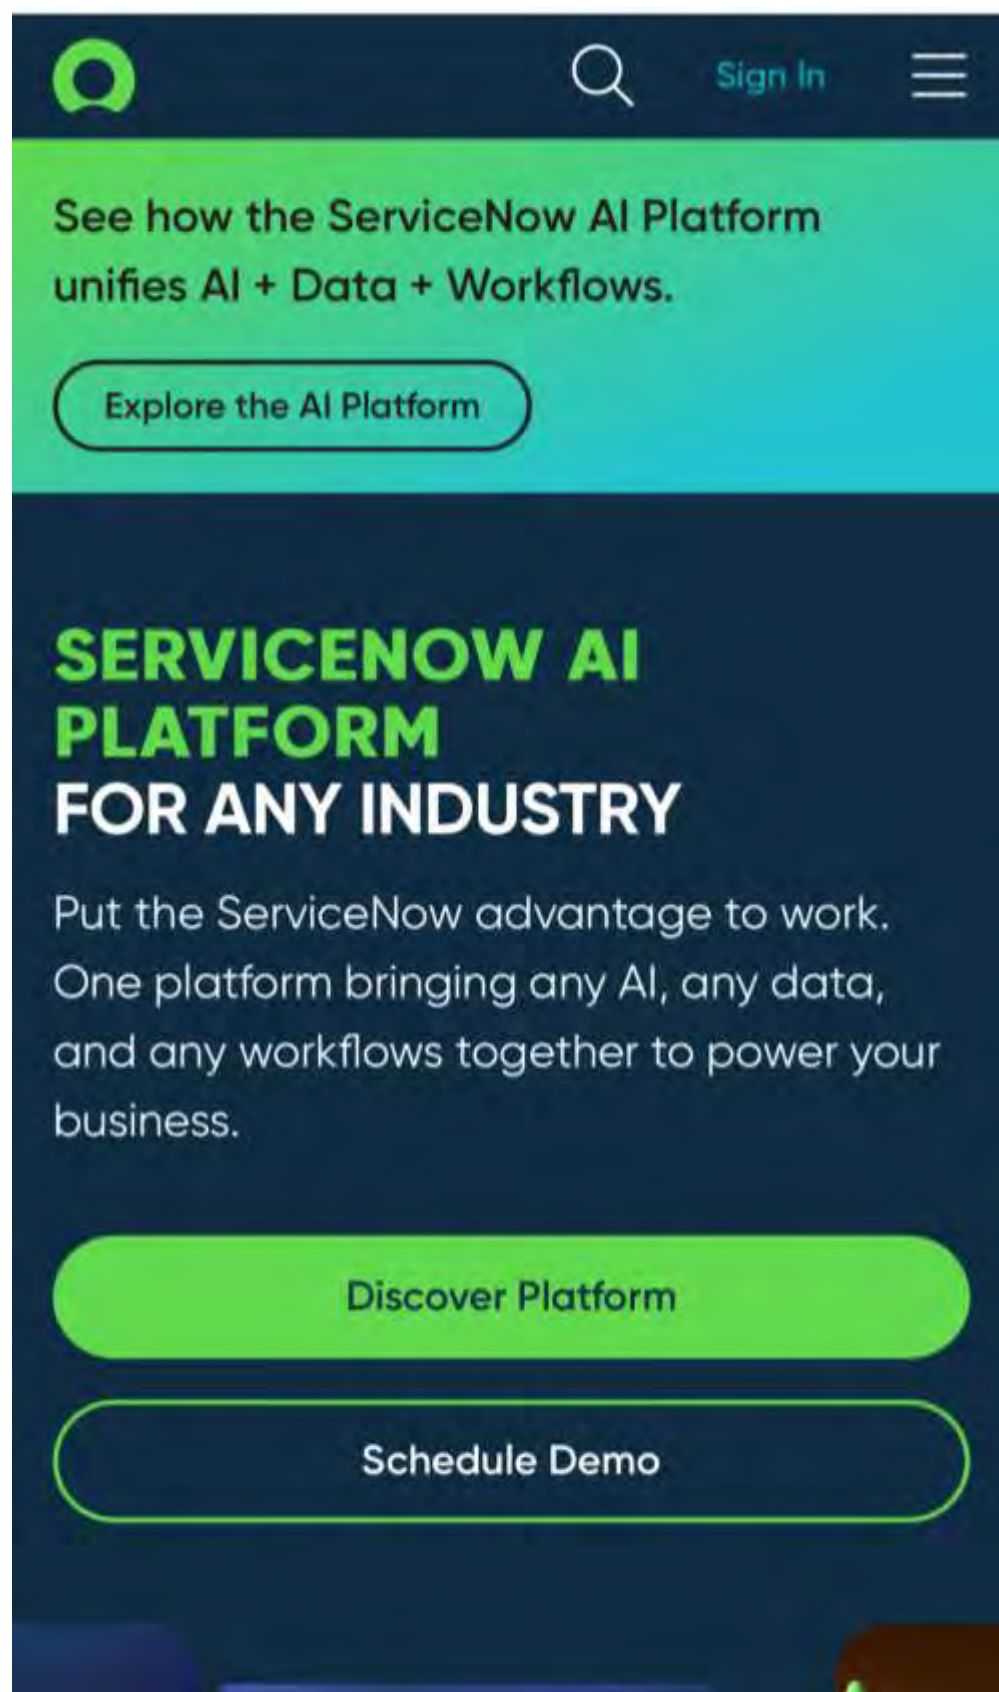 Sign In
See how the ServiceNow AI Platform
unifies AI + Data + Workflows.
Explore the AI Platform
SERVICENOW AI
PLATFORM
FOR ANY INDUSTRY
Put the ServiceNow advantage to work.
One platform bringing any AI, any data,
and any workflows together to power your
business.
Discover Platform
Schedule Demo